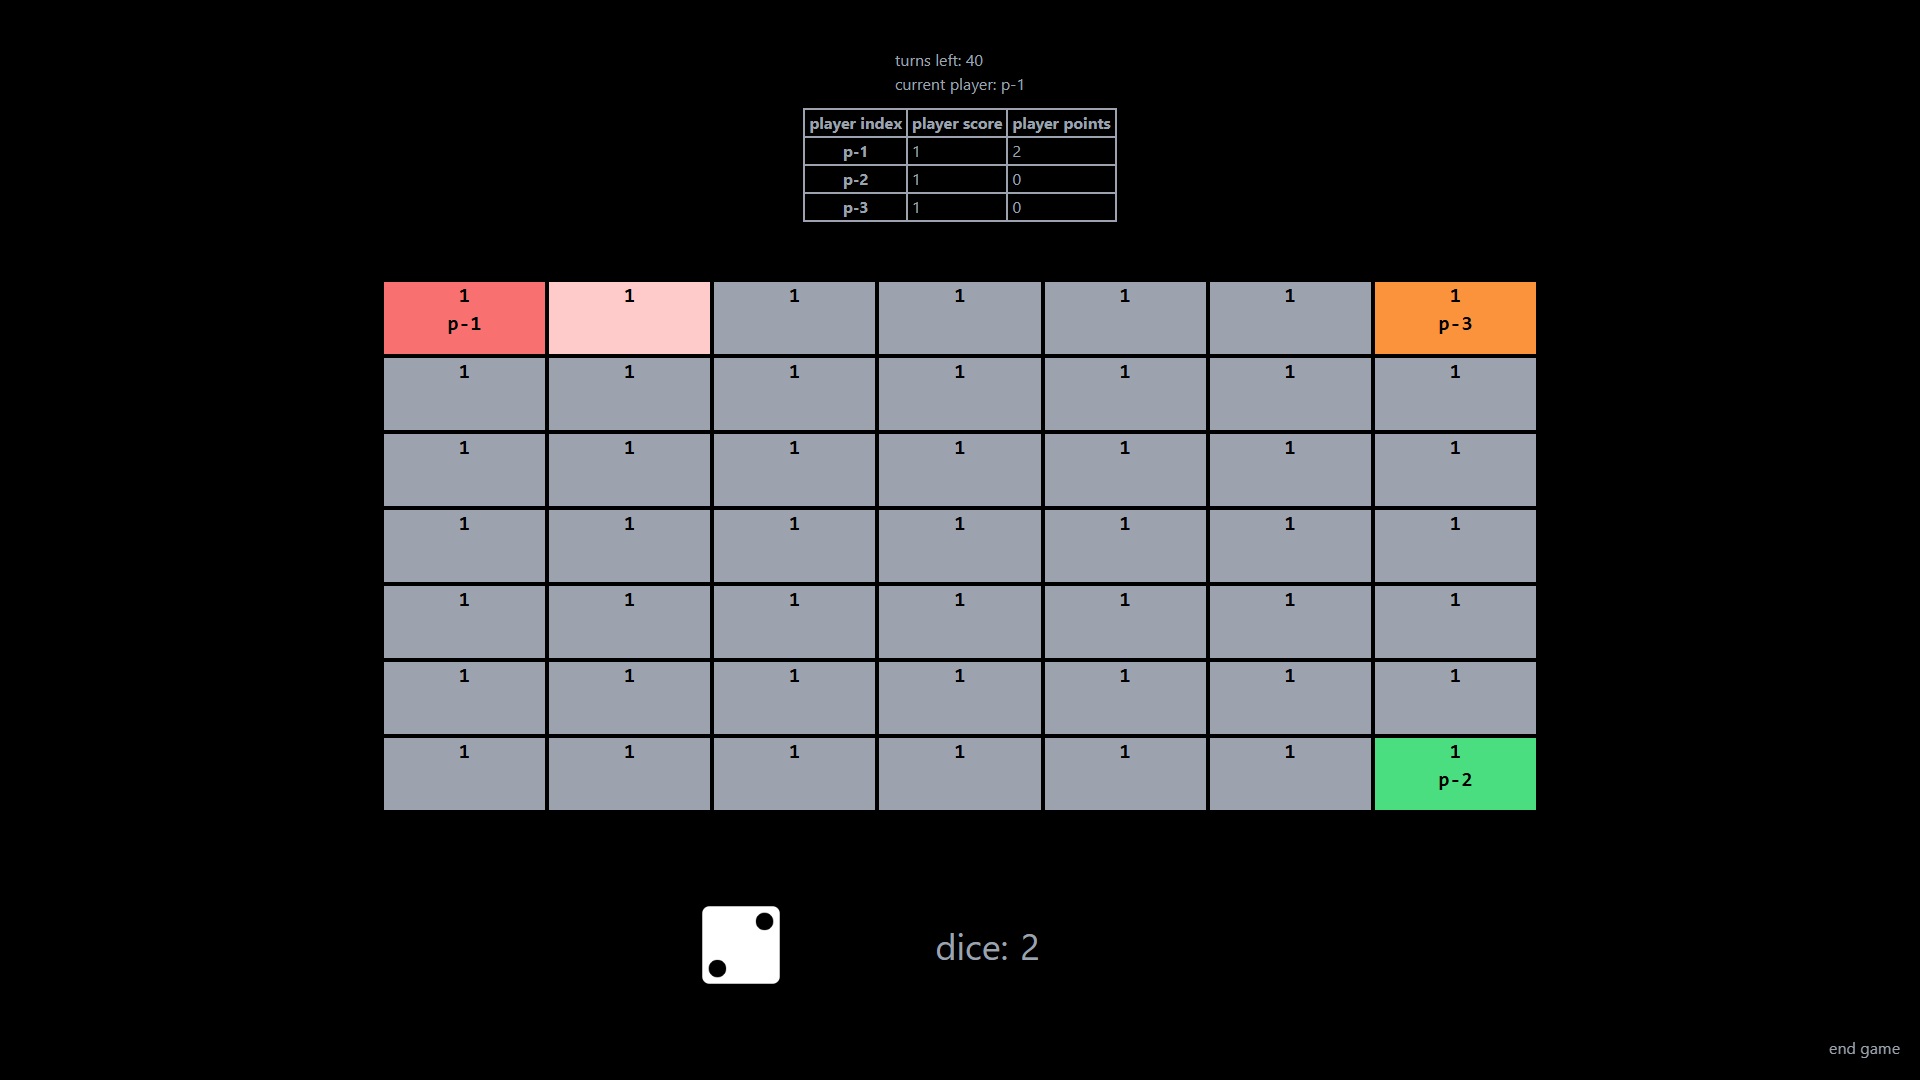 turns left: 40
current player: p-1
player index player score player points
p-1 1 2
p-2 1 0
p-3 1 0
1 1 1 1 1 1 1
p-1 p-3
1 1 1 1 1 1 1
1 1 1 1 1 1 1
1 1 1 1 1 1 1
1 1 1 1 1 1 1
1 1 1 1 1 1 1
1 1 1 1 1 1 1
p-2
dice: 2
end game